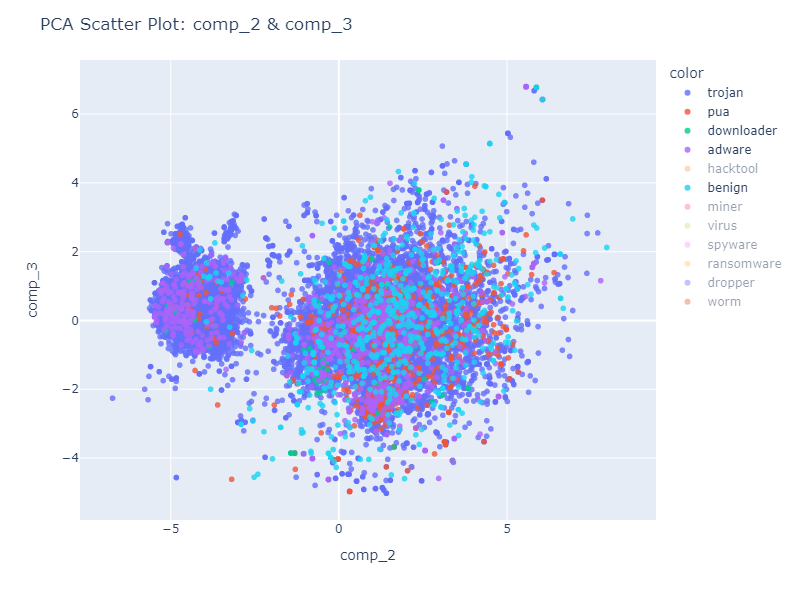 PCA Scatter Plot: comp_2 & comp_3
color
trojan
pua
downloader
adware
hacktool
benign
miner
virus
spyware
ransomware
dropper
worm
6
4
2
0
−2
−4
comp_3
−5
0
5
comp_2